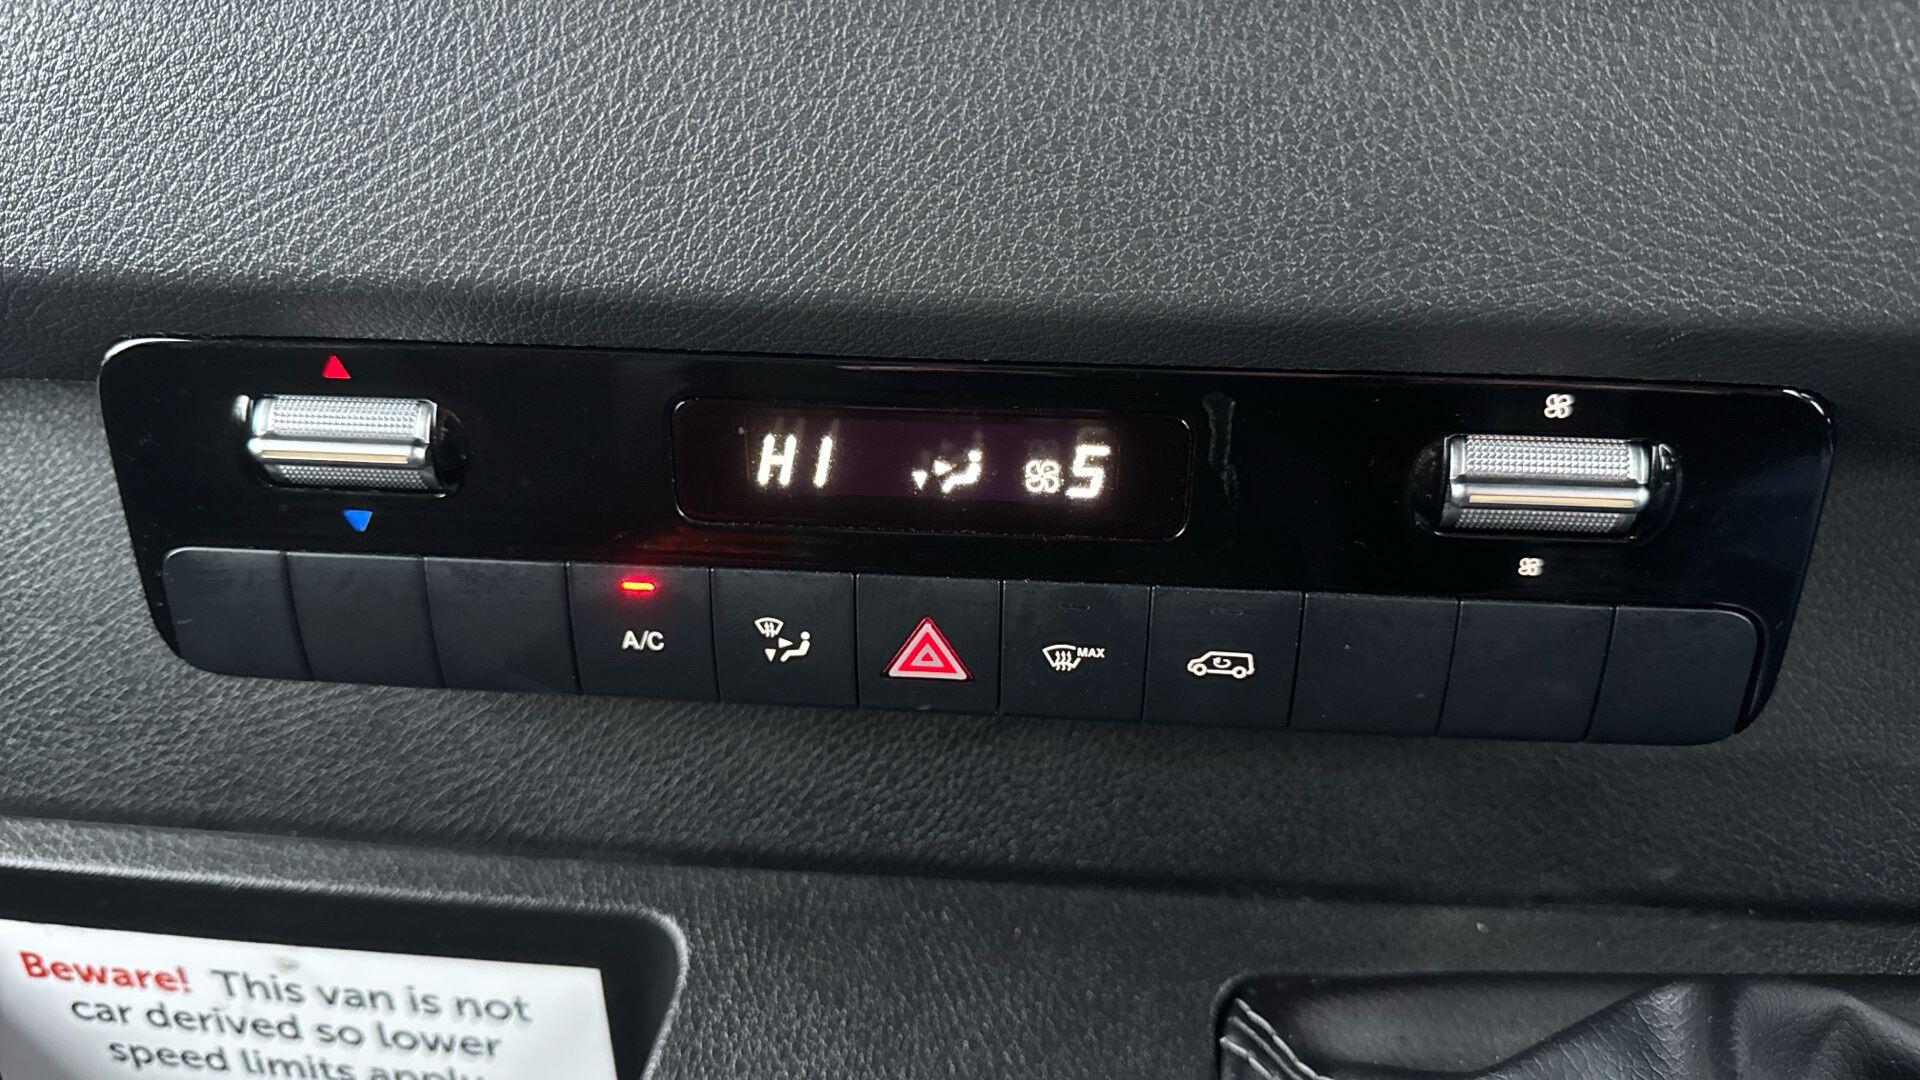 HI 5
A/C
MAX
Beware! This van is not
car derived so lower
speed limits apply